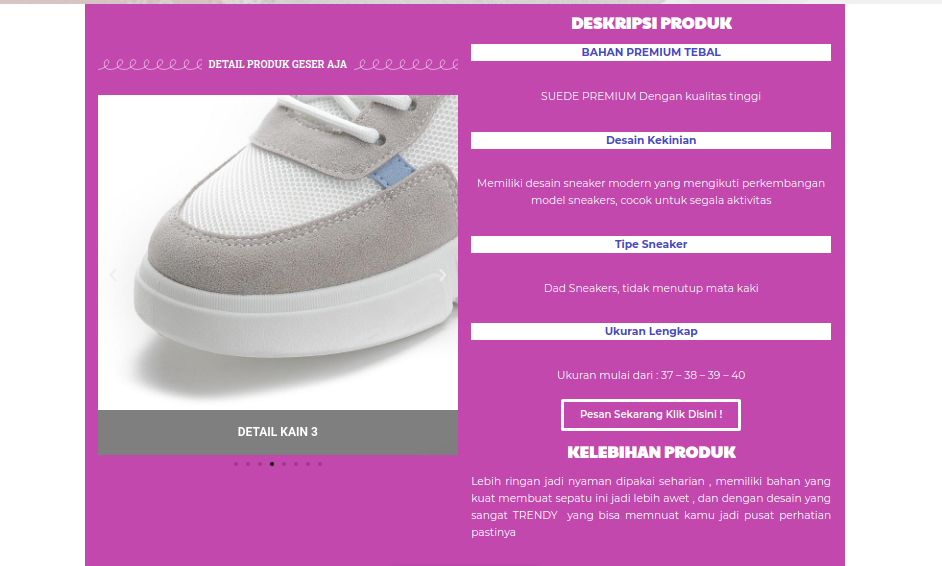 DETAIL PRODUK GESER AJA
DETAIL KAIN 3
DESKRIPSI PRODUK
BAHAN PREMIUM TEBAL
SUEDE PREMIUM Dengan kualitas tinggi
Desain Kekinian
Memiliki desain sneaker modern yang mengikuti perkembangan
model sneakers, cocok untuk segala aktivitas
Tipe Sneaker
Dad Sneakers, tidak menutup mata kaki
Ukuran Lengkap
Ukuran mulai dari : 37 – 38 – 39 – 40
Pesan Sekarang Klik Disini !
KELEBIHAN PRODUK
Lebih ringan jadi nyaman dipakai seharian , memiliki bahan yang
kuat membuat sepatu ini jadi lebih awet , dan dengan desain yang
sangat TRENDY yang bisa memnuat kamu jadi pusat perhatian
pastinya